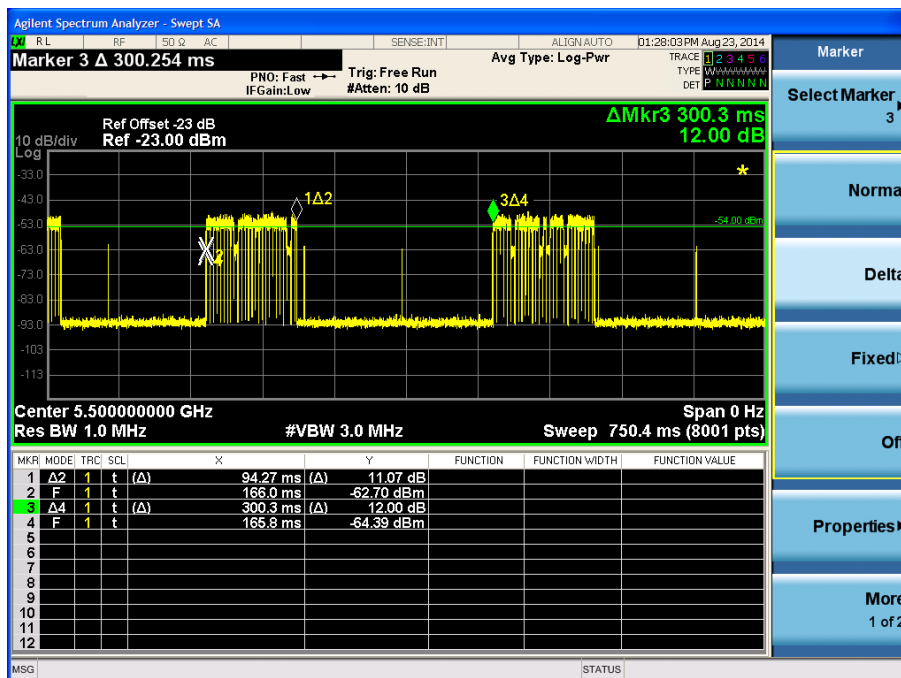 Agilent Spectrum Analyzer - Swept SA
LXI RL RF 50 Ω AC SENSE:INT ALIGN AUTO 01:28:03 PM Aug 23, 2014
Marker 3 Δ 300.254 ms
PNO: Fast
IFGain:Low
Trig: Free Run
#Atten: 10 dB
Avg Type: Log-Pwr
TRACE 1 2 3 4 5 6
TYPE W
DET P N N N N N
ΔMkr3 300.3 ms
12.00 dB
Ref Offset -23 dB
10 dB/div Ref -23.00 dBm
Log
-33.0
-43.0
-53.0
-63.0
-73.0
-83.0
-93.0
-103
-113
*
1Δ2
3Δ4
-54.00 dBm
2
Center 5.500000000 GHz Span 0 Hz
Res BW 1.0 MHz #VBW 3.0 MHz Sweep 750.4 ms (8001 pts)
MKR MODE TRC SCL X Y FUNCTION FUNCTION WIDTH FUNCTION VALUE
1 Δ2 1 t (Δ) 94.27 ms (Δ) 11.07 dB
2 F 1 t 166.0 ms -62.70 dBm
3 Δ4 1 t (Δ) 300.3 ms (Δ) 12.00 dB
4 F 1 t 165.8 ms -64.39 dBm
5
6
7
8
9
10
11
12
MSG STATUS
Marker
Select Marker
3
Norma
Delta
Fixed
Of
Properties
More
1 of 2